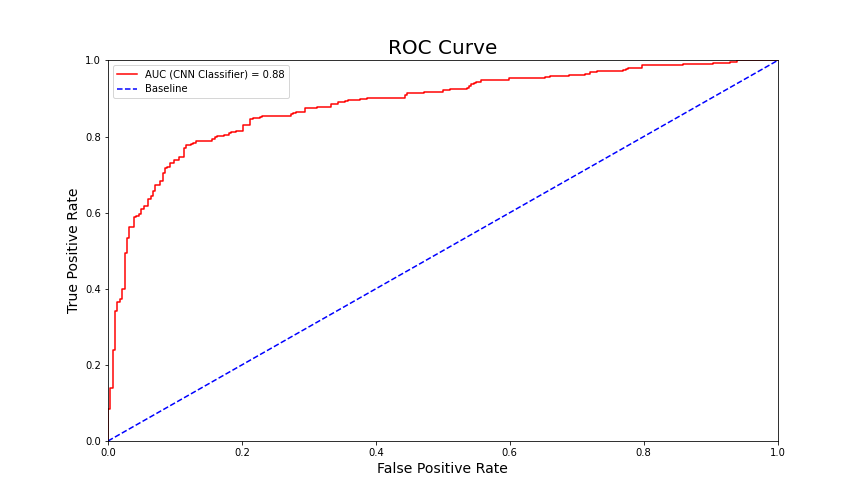 ROC Curve
1.0
AUC (CNN Classifier) = 0.88
Baseline
0.8
0.6
0.4
0.2
0.0
True Positive Rate
0.0 0.2 0.4 0.6 0.8 1.0
False Positive Rate